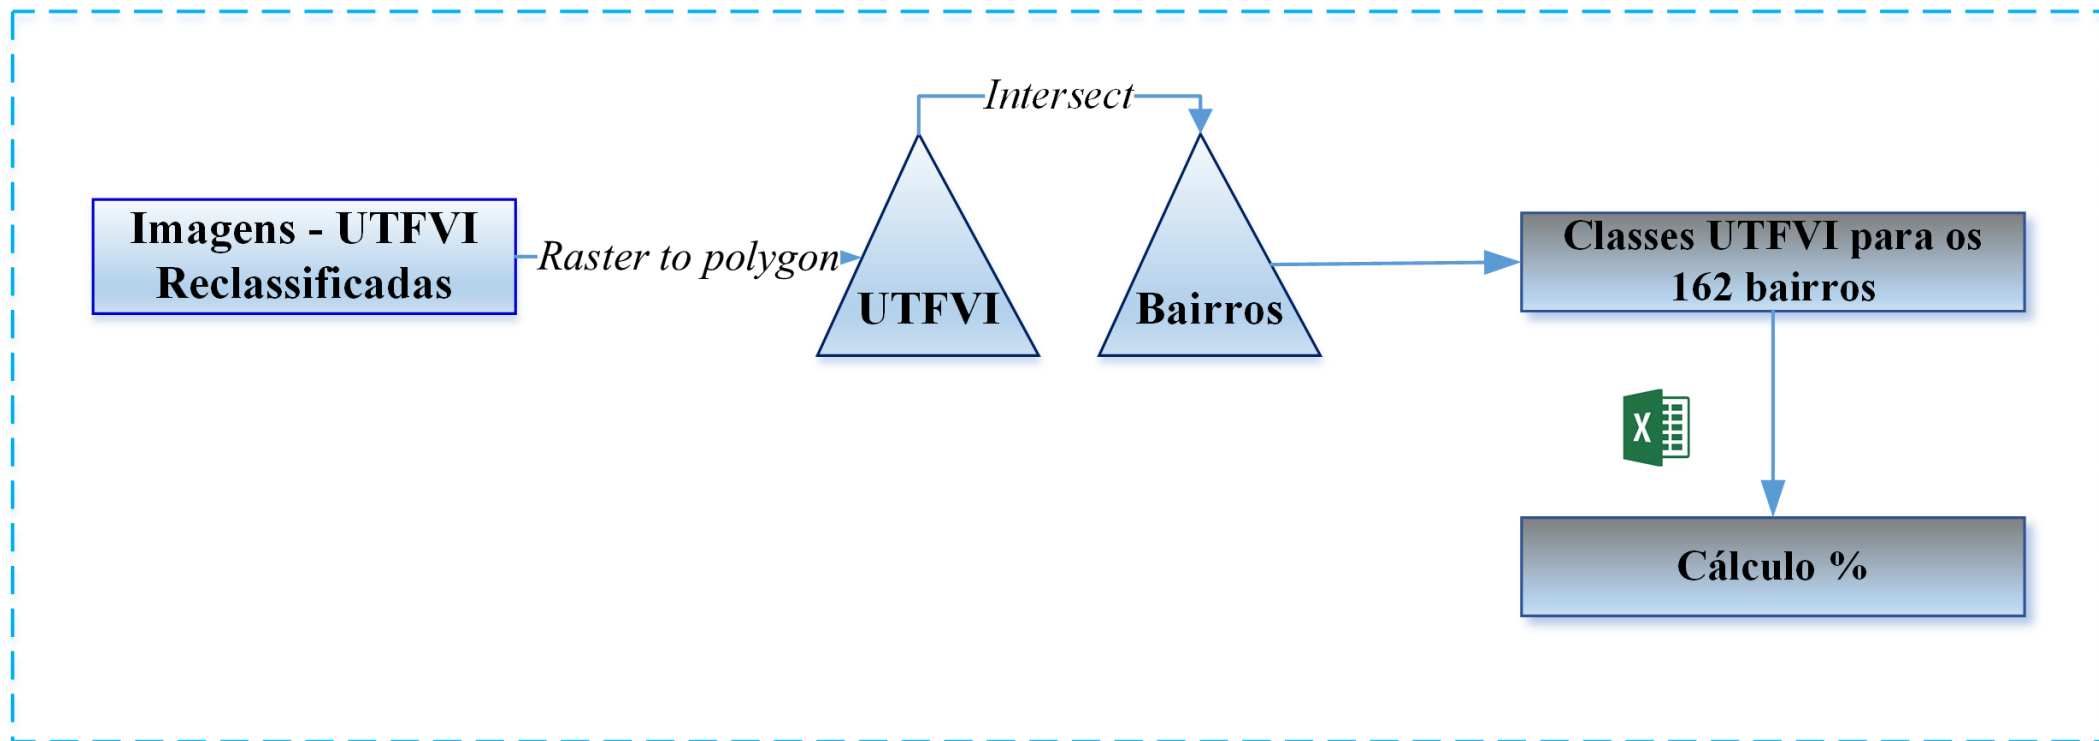 Intersect
Imagens - UTFVI
Reclassificadas
Raster to polygon
UTFVI
Bairros
Classes UTFVI para os
162 bairros
X
Cálculo %